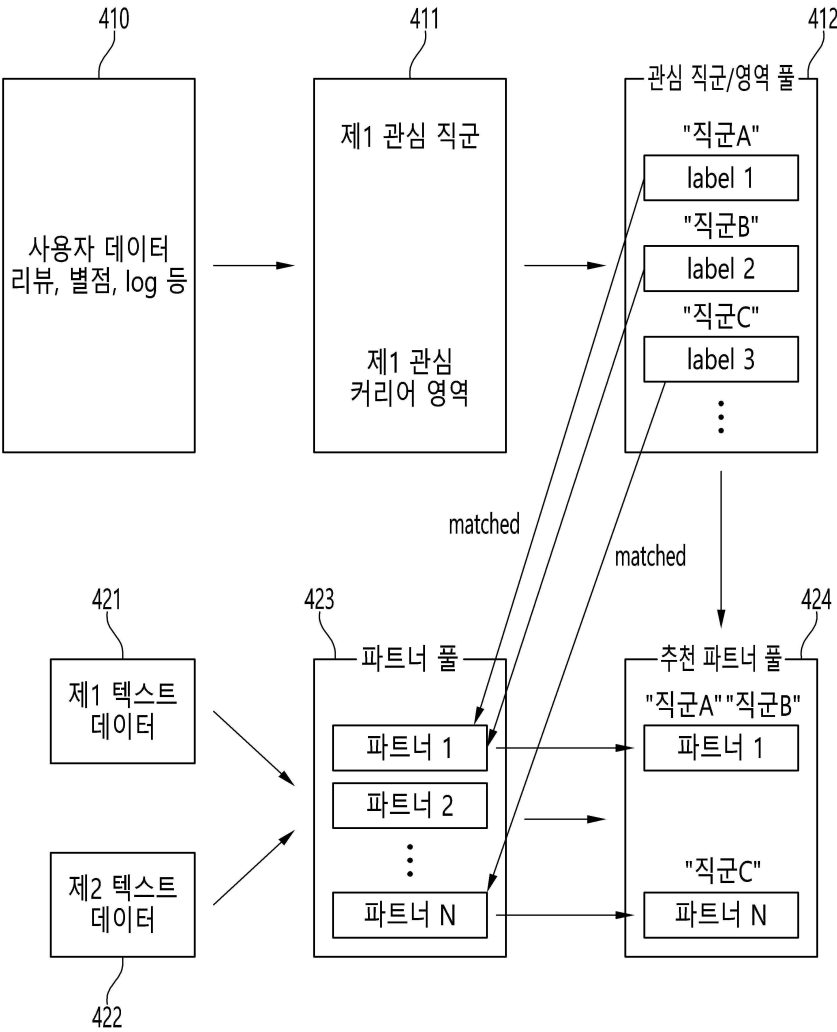 410
411
412
사용자 데이터
리뷰, 별점, log 등
제1 관심 직군
제1 관심
커리어 영역
관심 직군/영역 풀
"직군A"
label 1
"직군B"
label 2
"직군C"
label 3
matched
matched
421
423
424
제1 텍스트
데이터
제2 텍스트
데이터
422
파트너 풀
파트너 1
파트너 2
파트너 N
추천 파트너 풀
"직군A" "직군B"
파트너 1
"직군C"
파트너 N